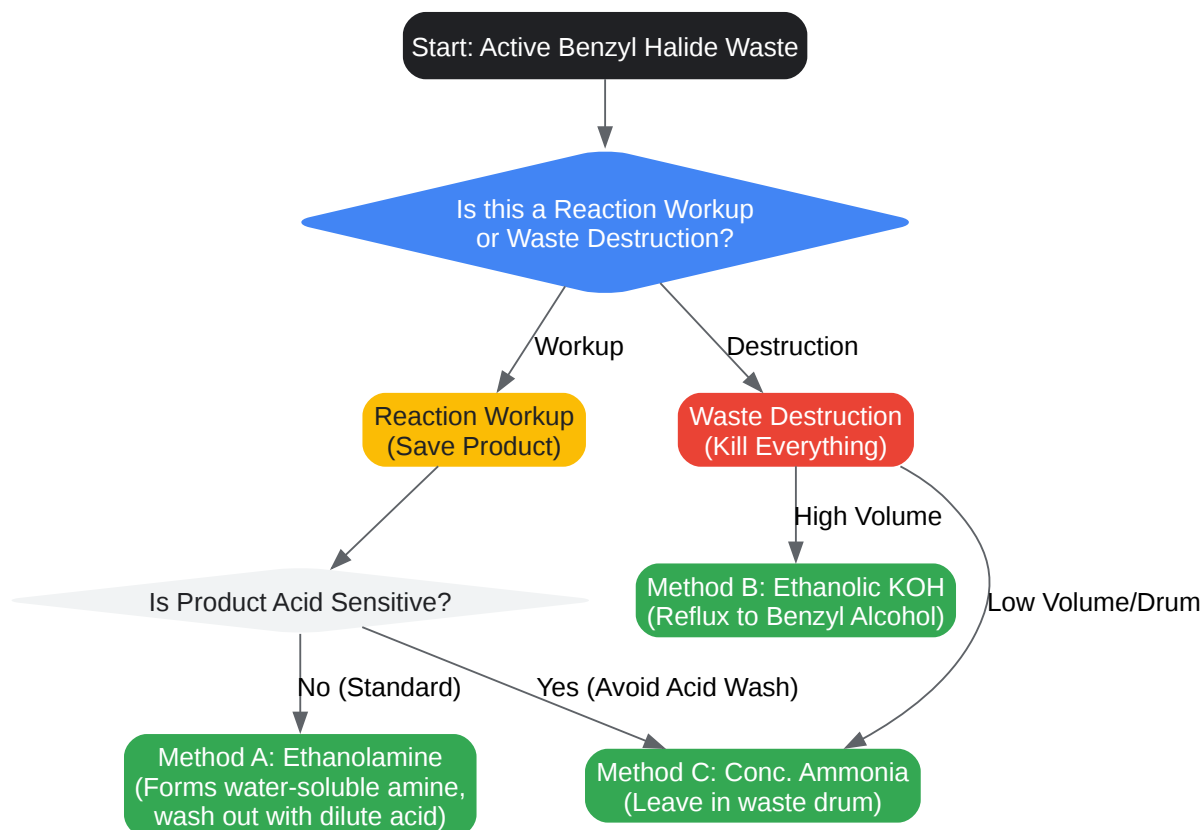 Start: Active Benzyl Halide Waste
Is this a Reaction Workup
or Waste Destruction?
Workup
Destruction
Reaction Workup
(Save Product)
Waste Destruction
(Kill Everything)
High Volume
Is Product Acid Sensitive?
Method B: Ethanolic KOH
(Reflux to Benzyl Alcohol)
Low Volume/Drum
No (Standard)
Yes (Avoid Acid Wash)
Method A: Ethanolamine
(Forms water-soluble amine,
wash out with dilute acid)
Method C: Conc. Ammonia
(Leave in waste drum)